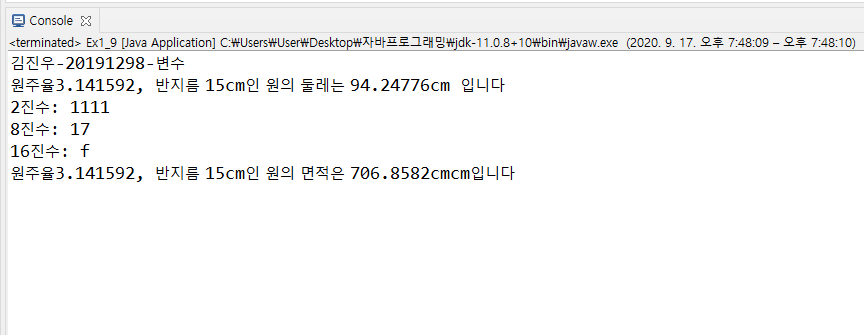 Console
<terminated> Ex1_9 [Java Application] C:₩Users₩User₩Desktop₩자바프로그래밍₩jdk-11.0.8+10₩bin₩javaw.exe (2020. 9. 17. 오후 7:48:09 – 오후 7:48:10)
김진우-20191298-변수
원주율3.141592, 반지름 15cm인 원의 둘레는 94.24776cm 입니다
2진수: 1111
8진수: 17
16진수: f
원주율3.141592, 반지름 15cm인 원의 면적은 706.8582cmcm입니다